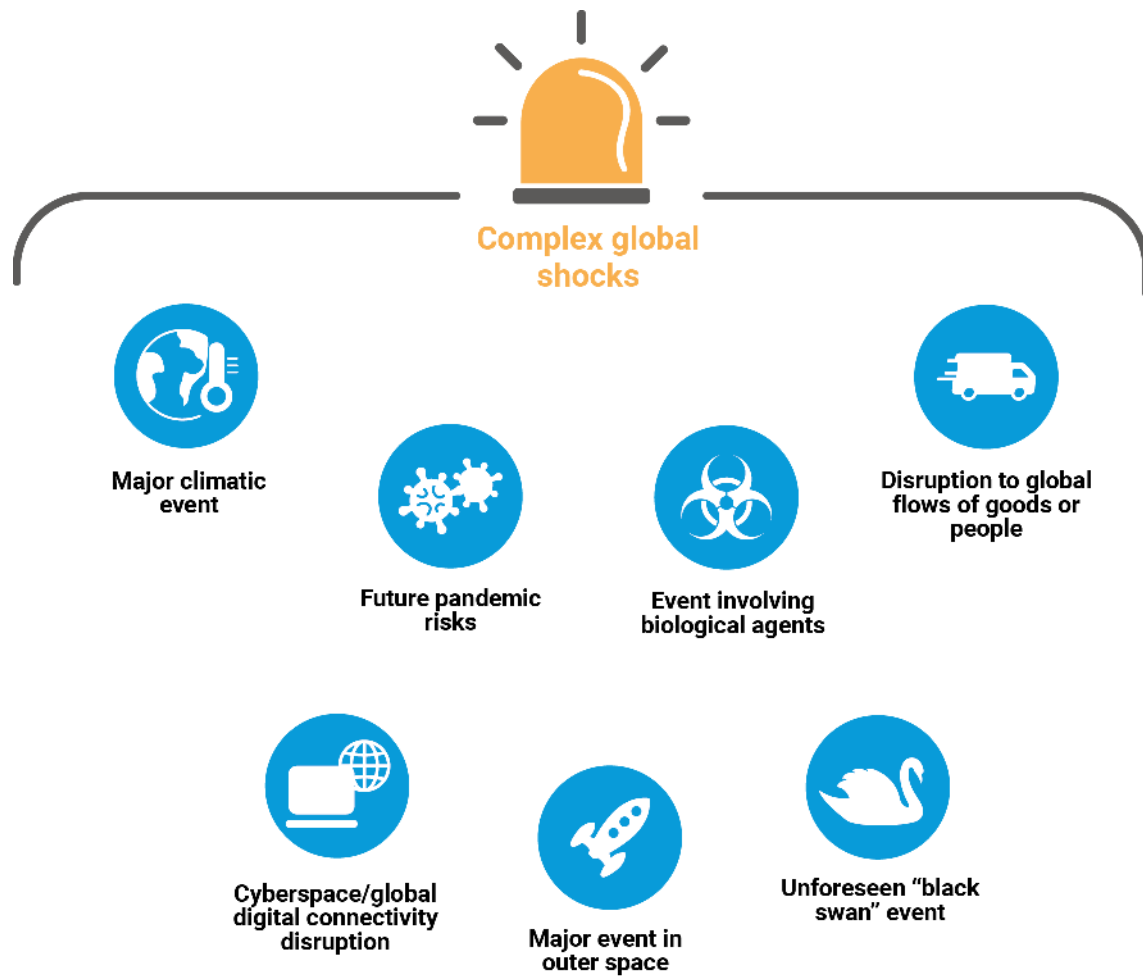 Complex global
shocks
Major climatic
event
Future pandemic
risks
Event involving
biological agents
Disruption to global
flows of goods or
people
Cyberspace/global
digital connectivity
disruption
Major event in
outer space
Unforeseen “black
swan” event